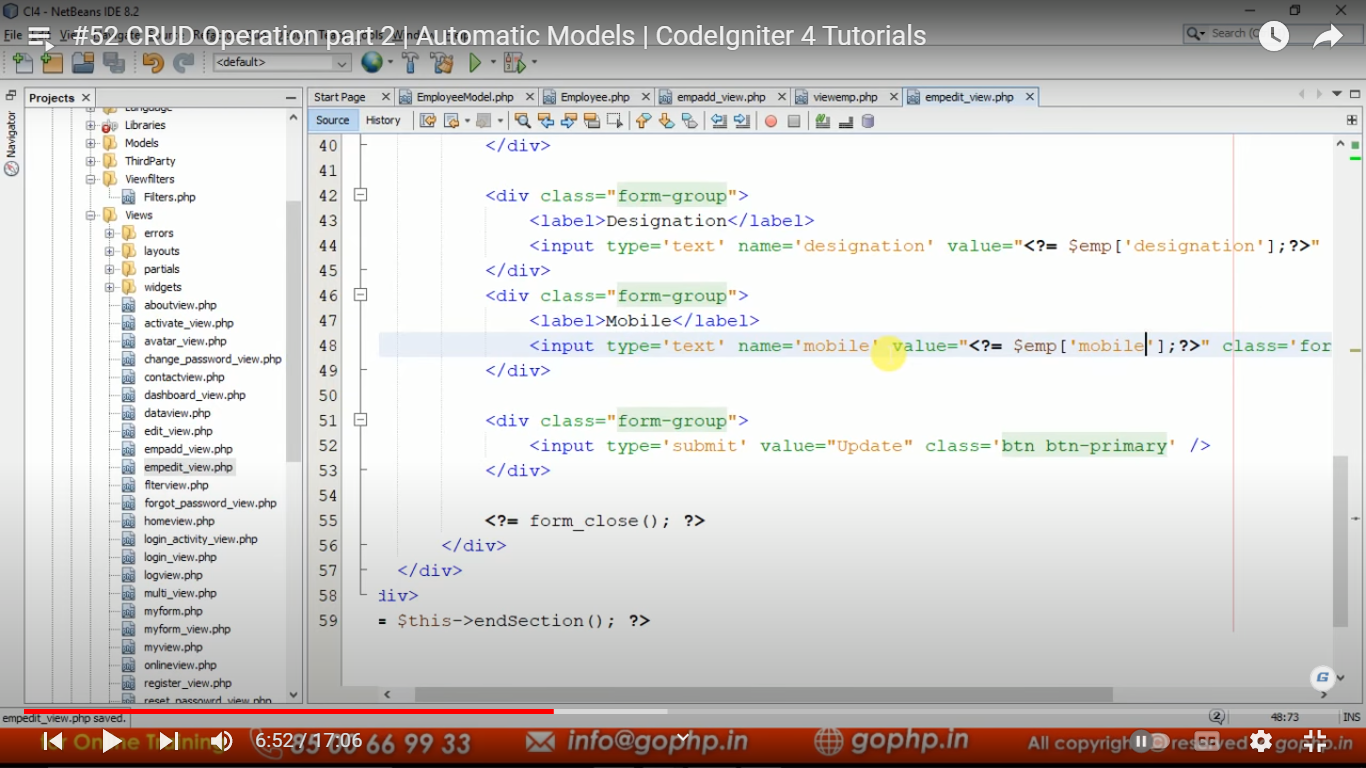 CI4 - NetBeans IDE 8.2
#52 CRUD Operation part 2 | Automatic Models | CodeIgniter 4 Tutorials
File
<default>
Projects
Start Page
EmployeeModel.php
Employee.php
empadd_view.php
viewemp.php
empedit_view.php
Navigator
Source
History
Language
Libraries
Models
ThirdParty
Viewfilters
Filters.php
Views
errors
layouts
partials
widgets
aboutview.php
activate_view.php
avatar_view.php
change_password_view.php
contactview.php
dashboard_view.php
dataview.php
edit_view.php
empadd_view.php
empedit_view.php
flterview.php
forgot_password_view.php
homeview.php
login_activity_view.php
login_view.php
logview.php
multi_view.php
myform.php
myform_view.php
myview.php
onlineview.php
register_view.php
reset_passowrd_view.php
40 </div>
41
42 <div class="form-group">
43 <label>Designation</label>
44 <input type='text' name='designation' value="<?= $emp['designation'];?>"
45 </div>
46 <div class="form-group">
47 <label>Mobile</label>
48 <input type='text' name='mobile' value="<?= $emp['mobile'];?>" class='for
49 </div>
50
51 <div class="form-group">
52 <input type='submit' value="Update" class='btn btn-primary' />
53 </div>
54
55 <?= form_close(); ?>
56 </div>
57 </div>
58 div>
59 = $this->endSection(); ?>
empedit_view.php saved.
2
48:73
INS
for Online Training
85 00 66 99 33
info@gophp.in
gophp.in
All copyright reserved gophp.in
6:52 / 17:06
CC